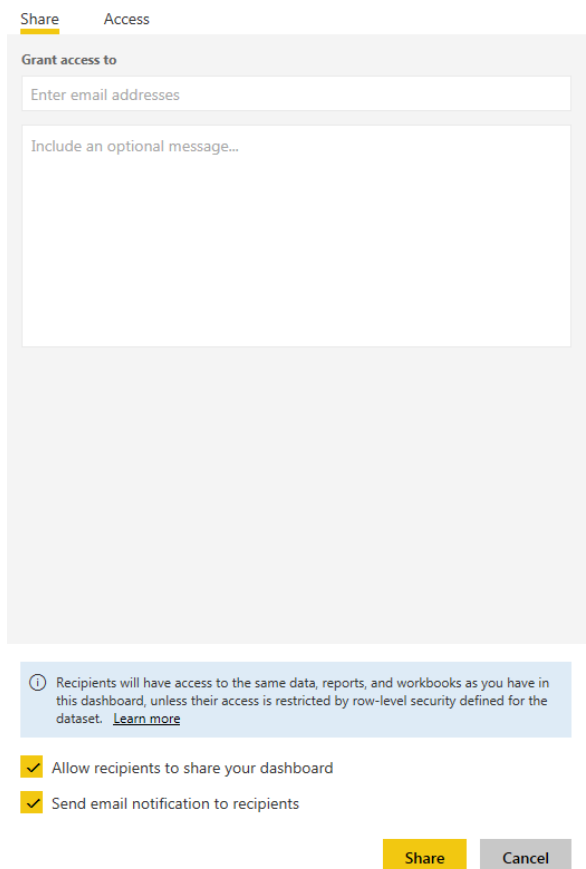 Share Access
Grant access to
Enter email addresses
Include an optional message...
Recipients will have access to the same data, reports, and workbooks as you have in
this dashboard, unless their access is restricted by row-level security defined for the
dataset. Learn more
Allow recipients to share your dashboard
Send email notification to recipients
Share Cancel